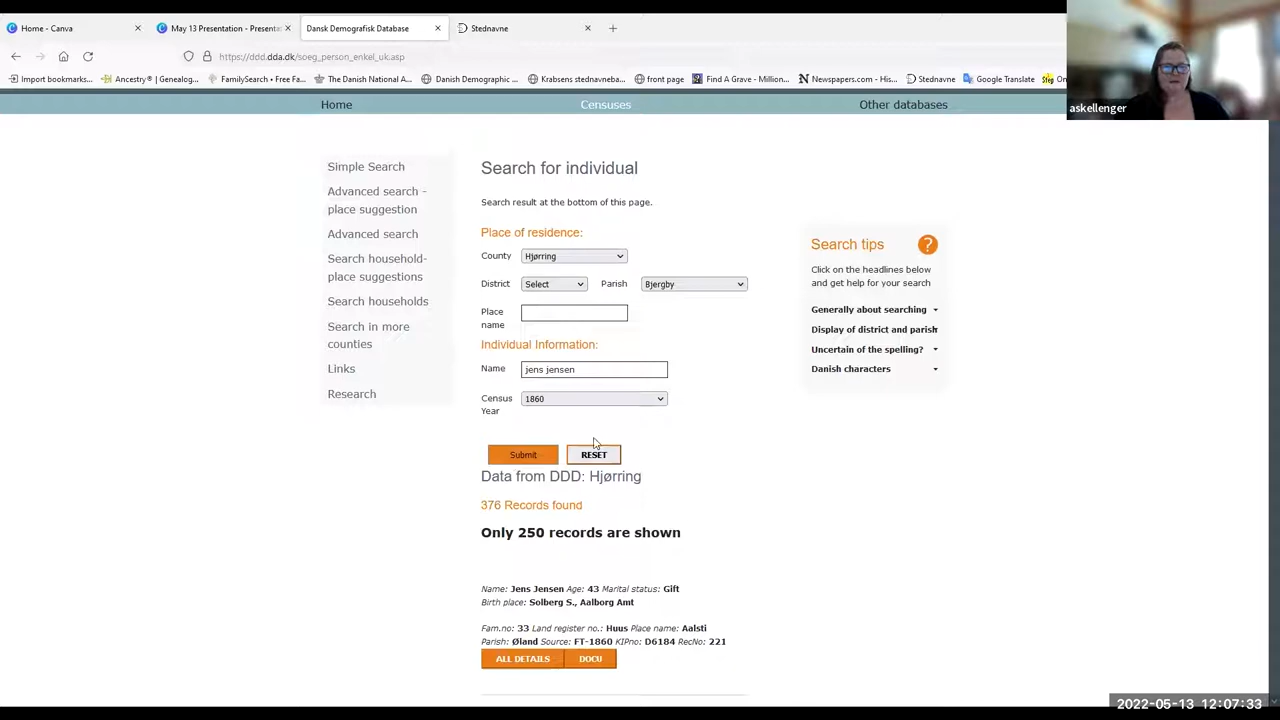 Home - Canva
May 13 Presentation - Presenta
Dansk Demografisk Database
Stednavne
https://ddd.dda.dk/soeg_person_enkel_uk.asp
Import bookmarks...
Ancestry® | Genealog...
FamilySearch • Free Fa...
The Danish National A...
Danish Demographic ...
Krabsens stednavneba...
front page
Find A Grave - Million...
Newspapers.com - His...
Stednavne
Google Translate
askellenger
Home
Censuses
Other databases
Simple Search
Advanced search -
place suggestion
Advanced search
Search household-
place suggestions
Search households
Search in more
counties
Links
Research
Search for individual
Search result at the bottom of this page.
Place of residence:
County
Hjørring
District
Select
Parish
Bjergby
Place
name
Individual Information:
Name
jens jensen
Census
Year
1860
Submit
RESET
Data from DDD: Hjørring
376 Records found
Only 250 records are shown
Name: Jens Jensen Age: 43 Marital status: Gift
Birth place: Solberg S., Aalborg Amt
Fam.no: 33 Land register no.: Huus Place name: Aalsti
Parish: Øland Source: FT-1860 KIPno: D6184 RecNo: 221
ALL DETAILS
DOCU
Search tips
?
Click on the headlines below
and get help for your search
Generally about searching
Display of district and parish
Uncertain of the spelling?
Danish characters
2022-05-13 12:07:33